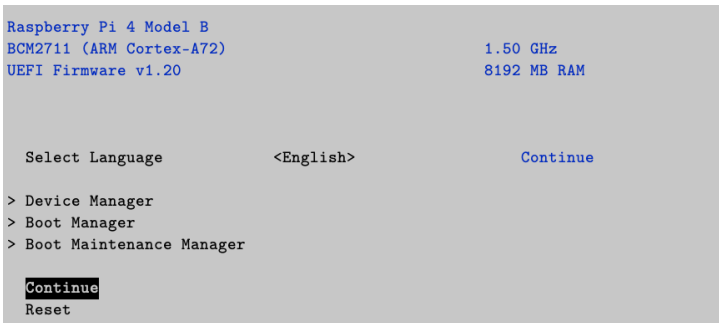 Raspberry Pi 4 Model B
BCM2711 (ARM Cortex-A72) 1.50 GHz
UEFI Firmware v1.20 8192 MB RAM
Select Language <English> Continue
> Device Manager
> Boot Manager
> Boot Maintenance Manager
Continue
Reset